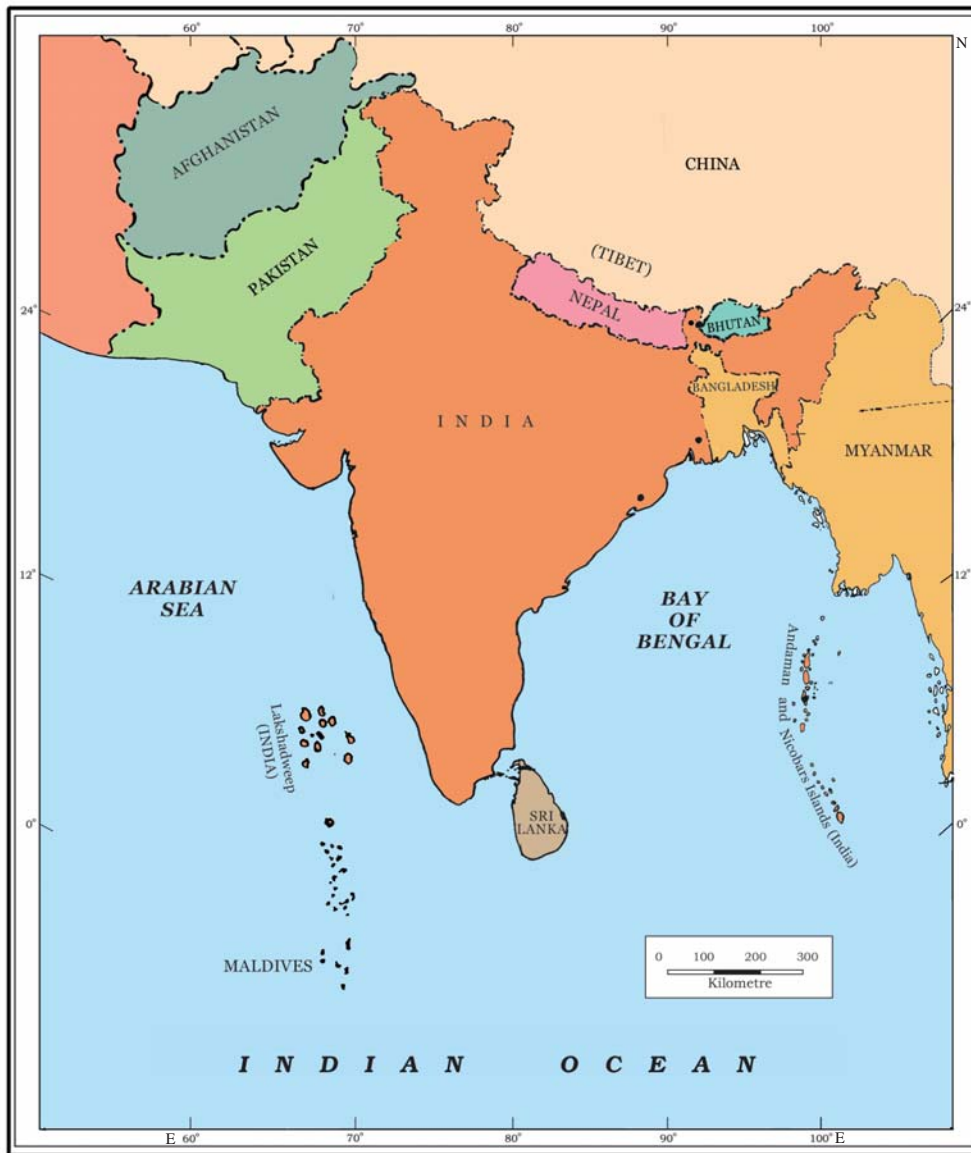 60°
70°
80°
90°
100°
N
AFGHANISTAN
CHINA
PAKISTAN
(TIBET)
NEPAL
BHUTAN
24°
24°
BANGLADESH
INDIA
MYANMAR
12°
12°
ARABIAN
SEA
BAY
OF
BENGAL
Andaman and Nicobars Islands (India)
Lakshadweep
(INDIA)
SRI
LANKA
0°
0°
MALDIVES
0 100 200 300
Kilometre
INDIAN OCEAN
E 60°
70°
80°
90°
100° E